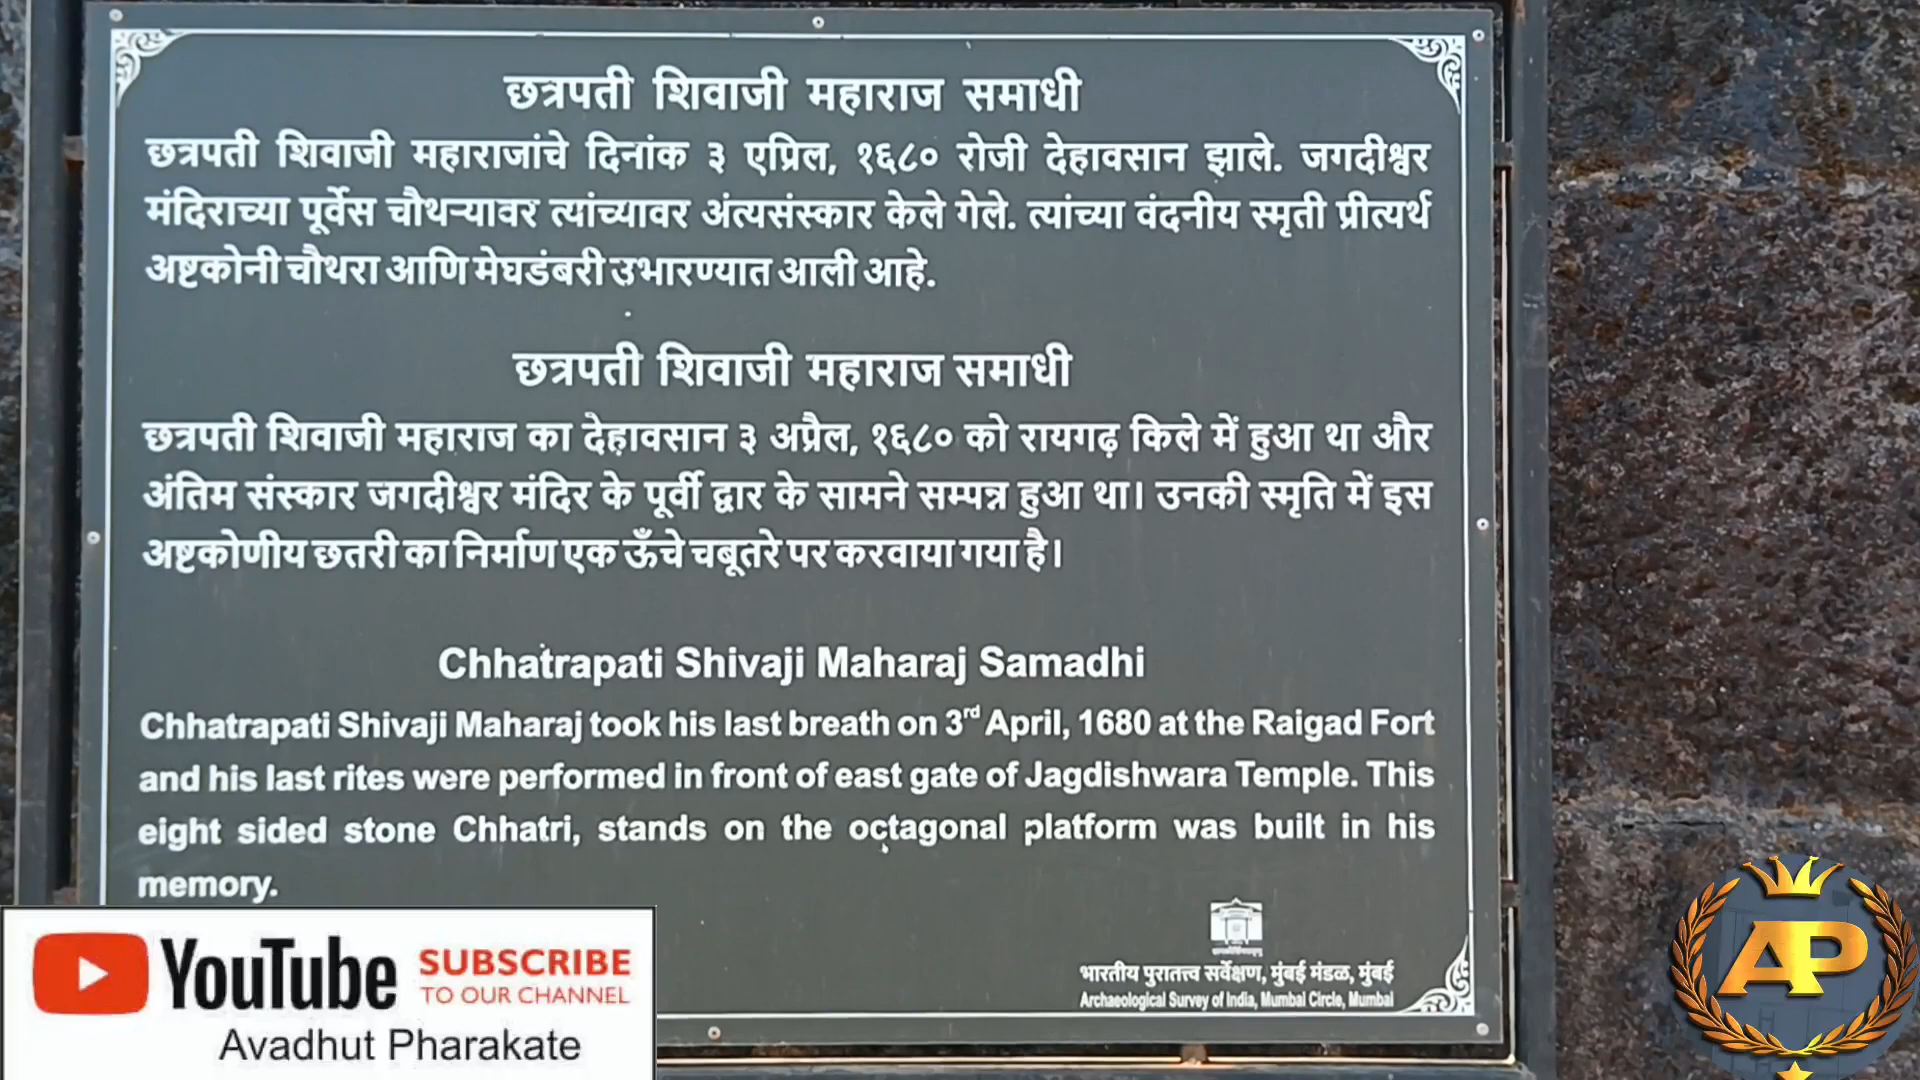 छत्रपती शिवाजी महाराज समाधी
छत्रपती शिवाजी महाराजांचे दिनांक ३ एप्रिल, १६८० रोजी देहावसान झाले. जगदीश्वर
मंदिराच्या पूर्वेस चौथऱ्यावर त्यांच्यावर अंत्यसंस्कार केले गेले. त्यांच्या वंदनीय स्मृती प्रीत्यर्थ
अष्टकोनी चौथरा आणि मेघडंबरी उभारण्यात आली आहे.
छत्रपती शिवाजी महाराज समाधी
छत्रपती शिवाजी महाराज का देहावसान ३ अप्रैल, १६८० को रायगढ़ किले में हुआ था और
अंतिम संस्कार जगदीश्वर मंदिर के पूर्वी द्वार के सामने सम्पन्न हुआ था। उनकी स्मृति में इस
अष्टकोणीय छतरी का निर्माण एक ऊँचे चबूतरे पर करवाया गया है।
Chhatrapati Shivaji Maharaj Samadhi
Chhatrapati Shivaji Maharaj took his last breath on 3rd April, 1680 at the Raigad Fort
and his last rites were performed in front of east gate of Jagdishwara Temple. This
eight sided stone Chhatri, stands on the octagonal platform was built in his
memory.
भारतीय पुरातत्त्व सर्वेक्षण, मुंबई मंडळ, मुंबई
Archaeological Survey of India, Mumbai Circle, Mumbai
YouTube SUBSCRIBE
TO OUR CHANNEL
Avadhut Pharakate
AP